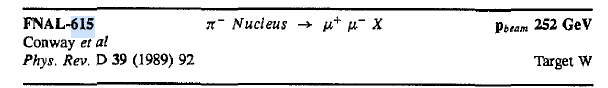 FNAL-615 π⁻ Nucleus → μ⁺ μ⁻ X p_beam 252 GeV
Conway et al
Phys. Rev. D 39 (1989) 92 Target W